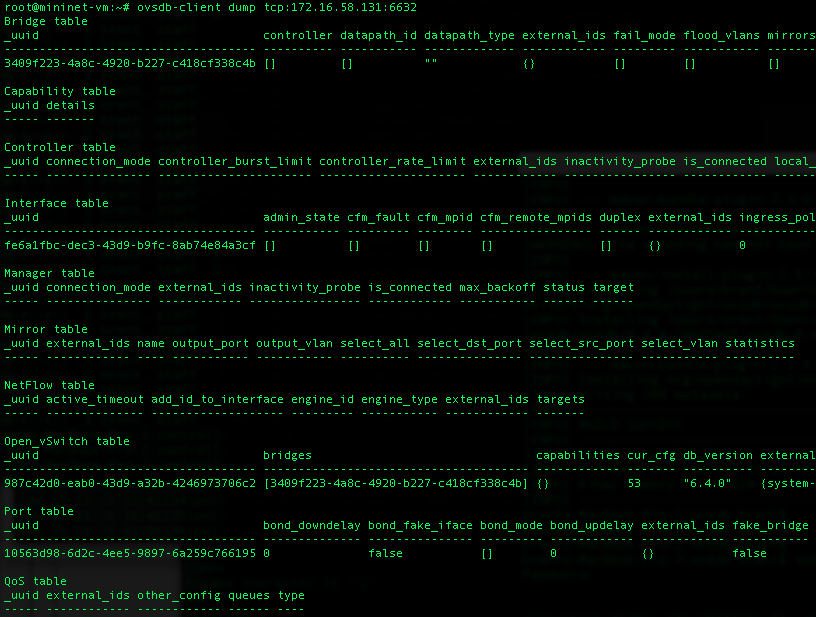 root@mininet-vm:~# ovsdb-client dump tcp:172.16.58.131:6632
Bridge table
_uuid                                controller datapath_id datapath_type external_ids fail_mode flood_vlans mirrors
------------------------------------ ---------- ----------- ------------- ------------ --------- ----------- -------
3409f223-4a8c-4920-b227-c418cf338c4b []         []          ""            {}           []        []          []
Capability table
_uuid details
----- -------
Controller table
_uuid connection_mode controller_burst_limit controller_rate_limit external_ids inactivity_probe is_connected local_
----- --------------- ---------------------- --------------------- ------------ ---------------- ------------ ------
Interface table
_uuid                                admin_state cfm_fault cfm_mpid cfm_remote_mpids duplex external_ids ingress_pol
------------------------------------ ----------- --------- -------- ---------------- ------ ------------ -----------
fe6a1fbc-dec3-43d9-b9fc-8ab74e84a3cf []          []        []       []               []     {}           0
Manager table
_uuid connection_mode external_ids inactivity_probe is_connected max_backoff status target
----- --------------- ------------ ---------------- ------------ ----------- ------ ------
Mirror table
_uuid external_ids name output_port output_vlan select_all select_dst_port select_src_port select_vlan statistics
----- ------------ ---- ----------- ----------- ---------- --------------- --------------- ----------- ----------
NetFlow table
_uuid active_timeout add_id_to_interface engine_id engine_type external_ids targets
----- -------------- ------------------- --------- ----------- ------------ -------
Open_vSwitch table
_uuid                                bridges                                capabilities cur_cfg db_version external
------------------------------------ -------------------------------------- ------------ ------- ---------- --------
987c42d0-eab0-43d9-a32b-4246973706c2 [3409f223-4a8c-4920-b227-c418cf338c4b] {}           53      "6.4.0"    {system-
Port table
_uuid                                bond_downdelay bond_fake_iface bond_mode bond_updelay external_ids fake_bridge
------------------------------------ -------------- --------------- --------- ------------ ------------ -----------
10563d98-6d2c-4ee5-9897-6a259c766195 0              false           []        0            {}           false
QoS table
_uuid external_ids other_config queues type
----- ------------ ------------ ------ ----